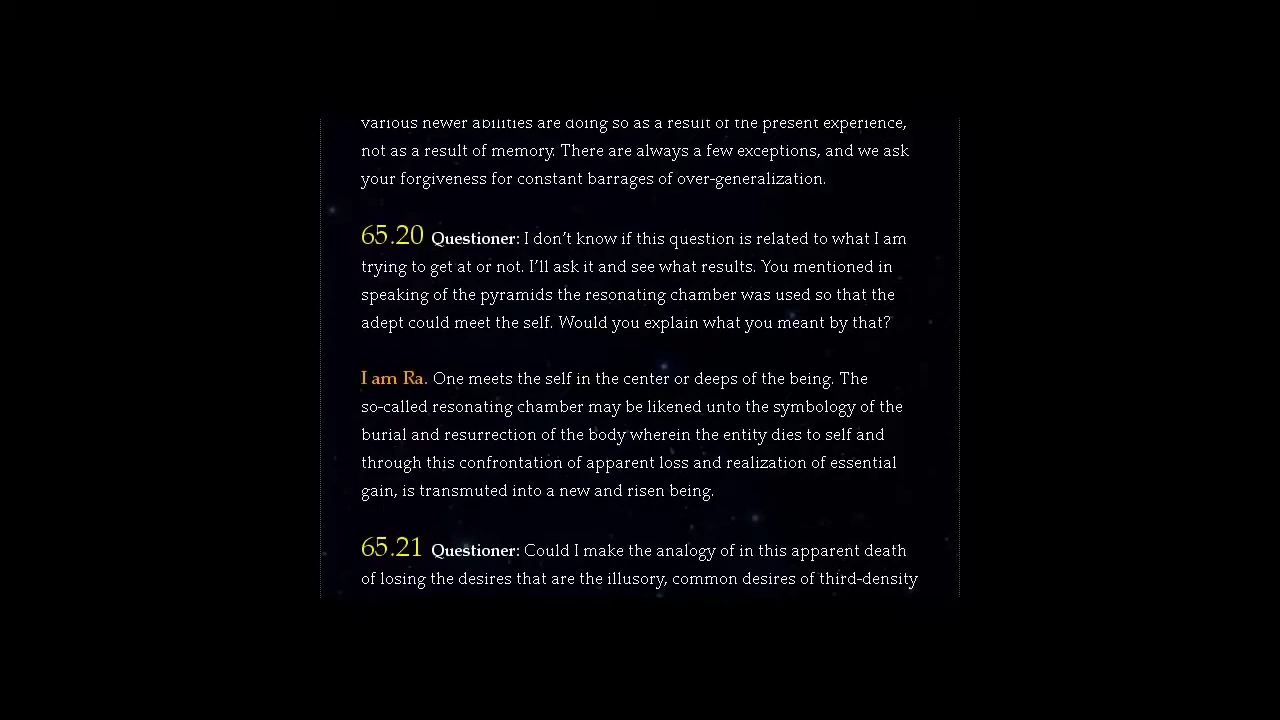 various newer abilities are doing so as a result of the present experience,
not as a result of memory. There are always a few exceptions, and we ask
your forgiveness for constant barrages of over-generalization.
65.20 Questioner: I don’t know if this question is related to what I am
trying to get at or not. I’ll ask it and see what results. You mentioned in
speaking of the pyramids the resonating chamber was used so that the
adept could meet the self. Would you explain what you meant by that?
I am Ra. One meets the self in the center or deeps of the being. The
so-called resonating chamber may be likened unto the symbology of the
burial and resurrection of the body wherein the entity dies to self and
through this confrontation of apparent loss and realization of essential
gain, is transmuted into a new and risen being.
65.21 Questioner: Could I make the analogy of in this apparent death
of losing the desires that are the illusory, common desires of third-density